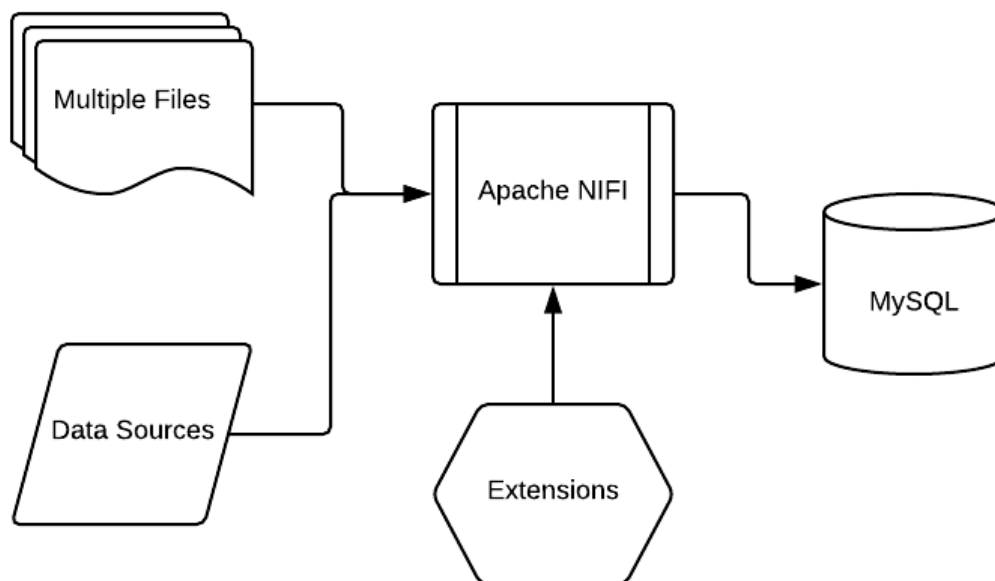 Multiple Files
Apache NIFI
MySQL
Data Sources
Extensions